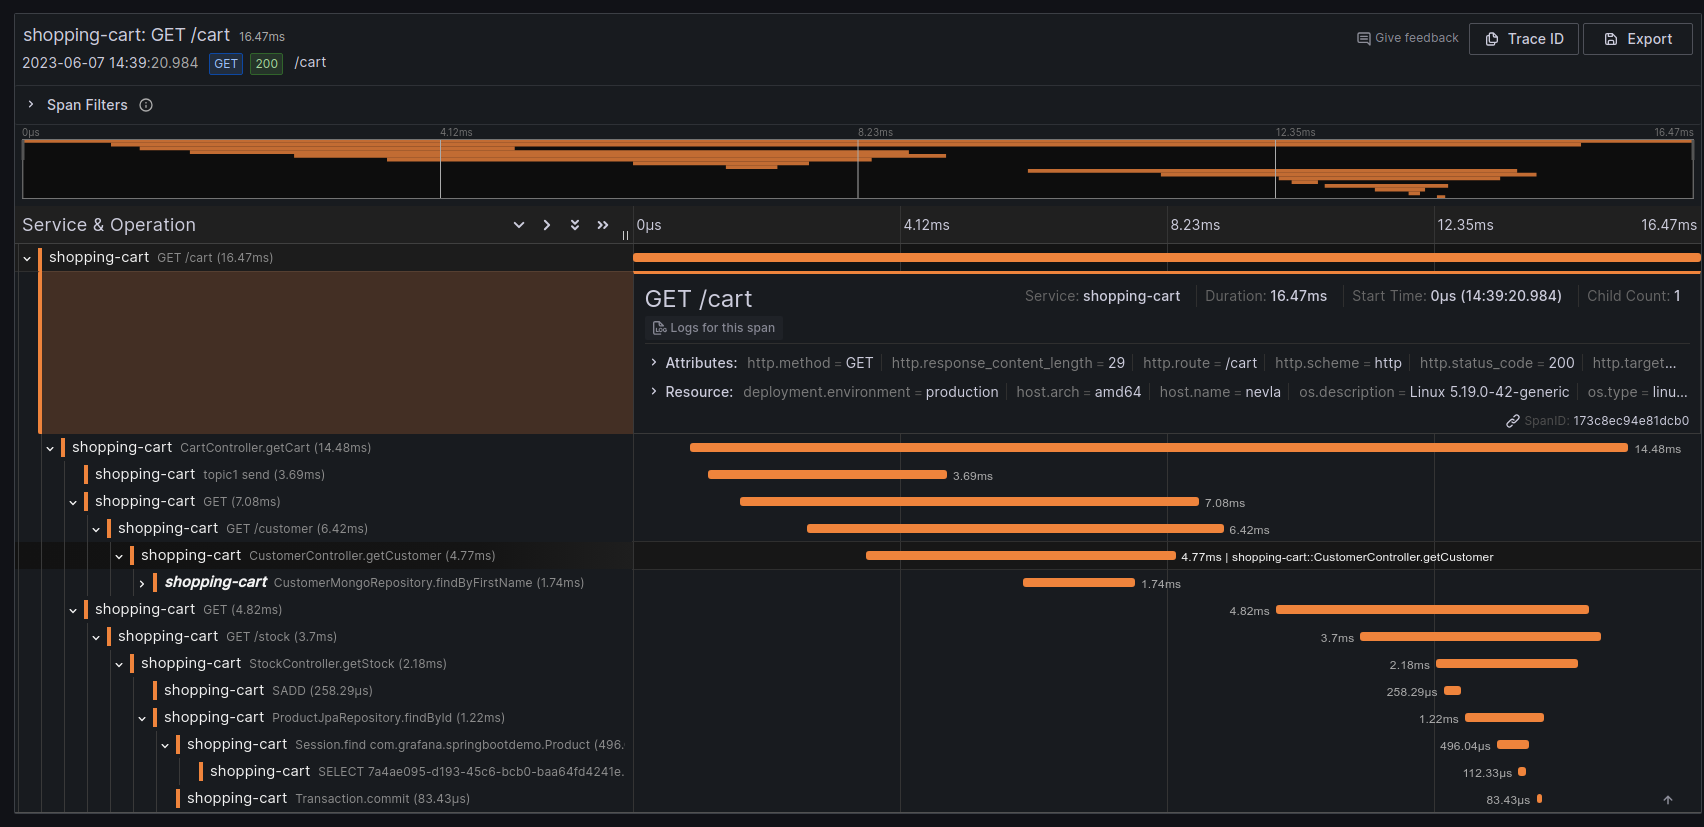 shopping-cart: GET /cart 16.47ms
Give feedback Trace ID Export
2023-06-07 14:39:20.984 GET 200 /cart
Span Filters
0µs 4.12ms 8.23ms 12.35ms 16.47ms
Service & Operation 0µs 4.12ms 8.23ms 12.35ms 16.47ms
shopping-cart GET /cart (16.47ms)
GET /cart Service: shopping-cart Duration: 16.47ms Start Time: 0µs (14:39:20.984) Child Count: 1
Logs for this span
Attributes: http.method = GET http.response_content_length = 29 http.route = /cart http.scheme = http http.status_code = 200 http.target...
Resource: deployment.environment = production host.arch = amd64 host.name = nevla os.description = Linux 5.19.0-42-generic os.type = linu...
SpanID: 173c8ec94e81dcb0
shopping-cart CartController.getCart (14.48ms) 14.48ms
shopping-cart topic1 send (3.69ms) 3.69ms
shopping-cart GET (7.08ms) 7.08ms
shopping-cart GET /customer (6.42ms) 6.42ms
shopping-cart CustomerController.getCustomer (4.77ms) 4.77ms | shopping-cart::CustomerController.getCustomer
shopping-cart CustomerMongoRepository.findByFirstName (1.74ms) 1.74ms
shopping-cart GET (4.82ms) 4.82ms
shopping-cart GET /stock (3.7ms) 3.7ms
shopping-cart StockController.getStock (2.18ms) 2.18ms
shopping-cart SADD (258.29µs) 258.29µs
shopping-cart ProductJpaRepository.findById (1.22ms) 1.22ms
shopping-cart Session.find com.grafana.springbootdemo.Product (496. 496.04µs
shopping-cart SELECT 7a4ae095-d193-45c6-bcb0-baa64fd4241e. 112.33µs
shopping-cart Transaction.commit (83.43µs) 83.43µs